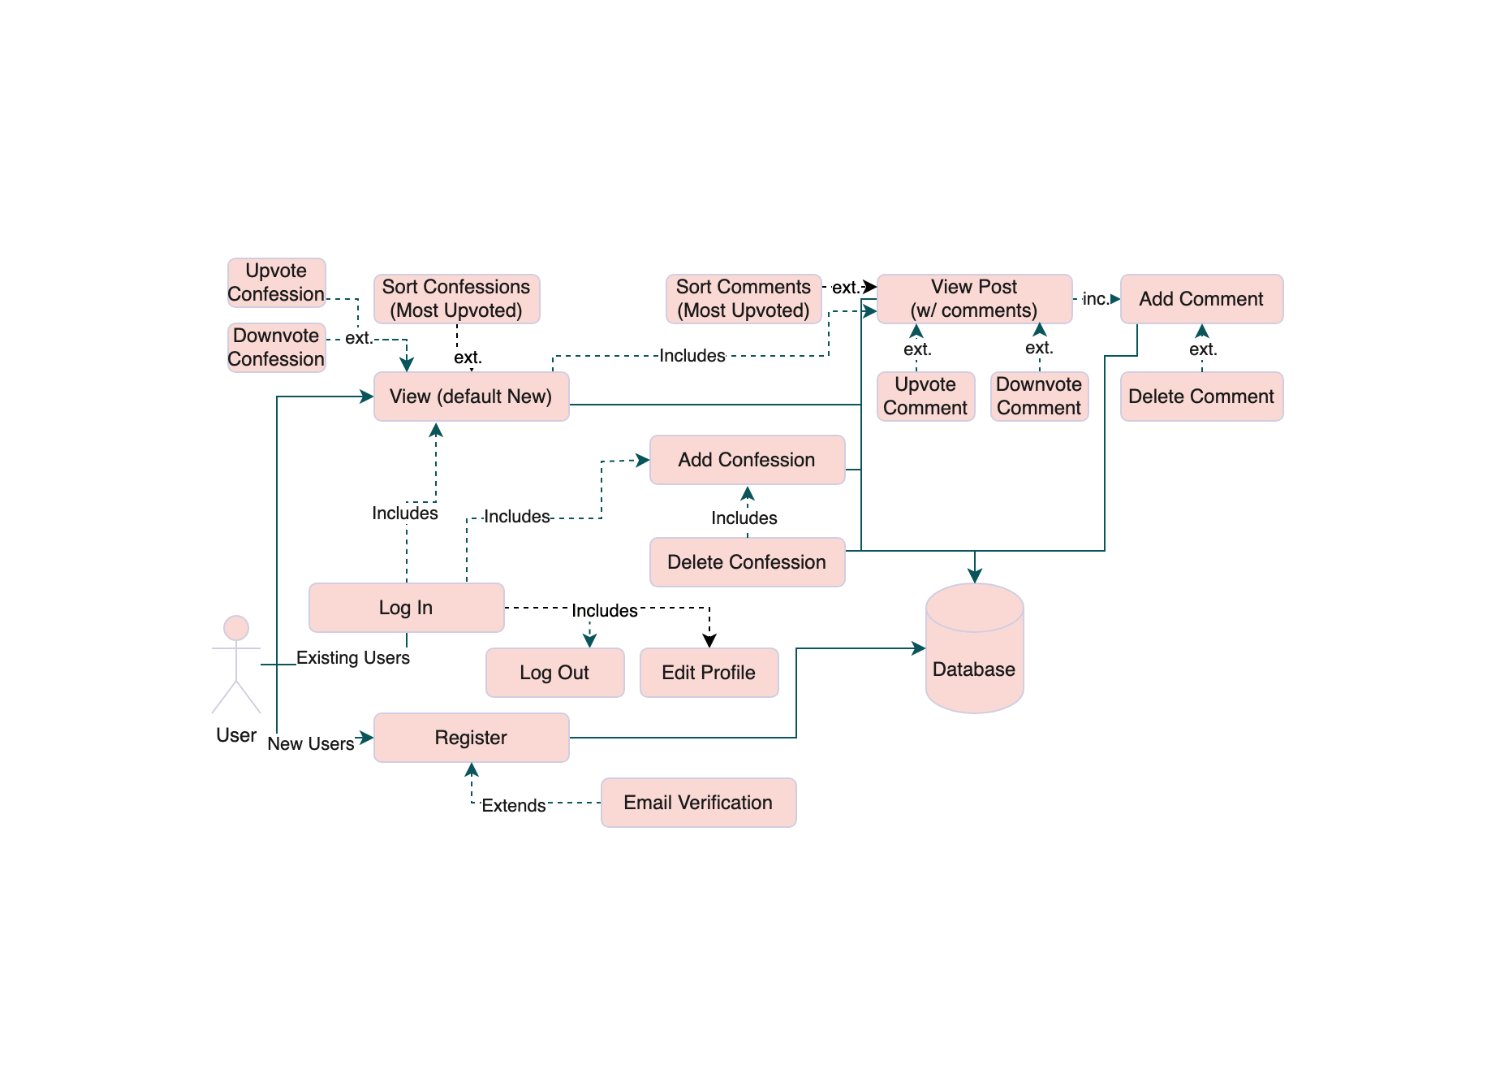 Upvote
Confession
Sort Confessions
(Most Upvoted)
Sort Comments
(Most Upvoted)
ext.
View Post
(w/ comments)
inc.
Add Comment
Downvote
Confession
ext.
ext.
Includes
ext.
ext.
ext.
View (default New)
Upvote
Comment
Downvote
Comment
Delete Comment
Add Confession
Includes
Includes
Includes
Delete Confession
Log In
Includes
Existing Users
Log Out
Edit Profile
Database
User
New Users
Register
Extends
Email Verification